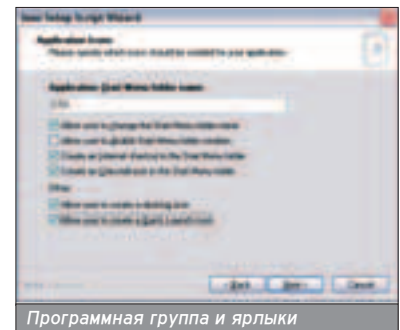 Inno Setup Script Wizard
Application Icons
Please specify which icons should be created for your application.
Application Start Menu folder name:
Allow user to change the Start Menu folder name
Allow user to disable Start Menu folder creation
Create an Internet shortcut in the Start Menu folder
Create an Uninstall icon in the Start Menu folder
Other:
Allow user to create a desktop icon
Allow user to create a Quick Launch icon
< Back
Next >
Cancel
Программная группа и ярлыки